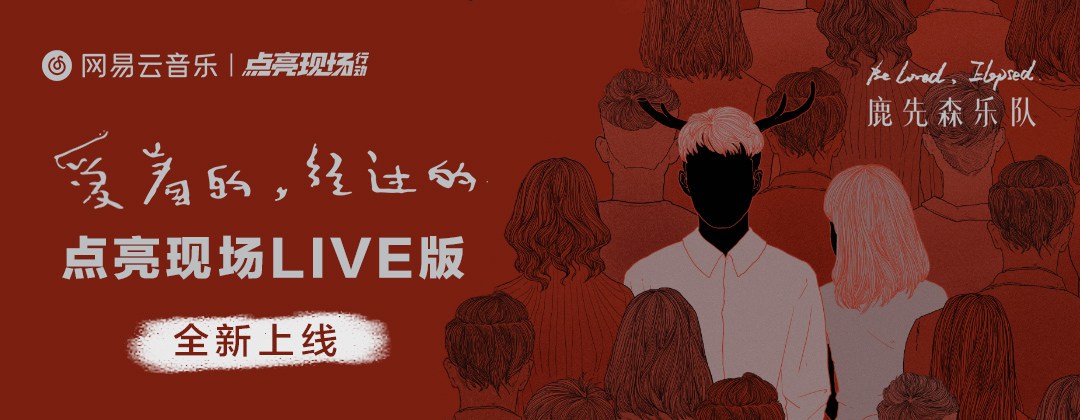 网易云音乐 | 点亮现场行动
Be Loved, Elapsed.
鹿先森乐队
爱着的,经过的
点亮现场LIVE版
全新上线